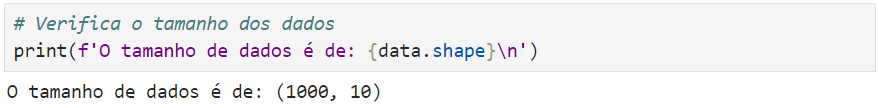 # Verifica o tamanho dos dados
print(f'O tamanho de dados é de: {data.shape}\n')
O tamanho de dados é de: (1000, 10)